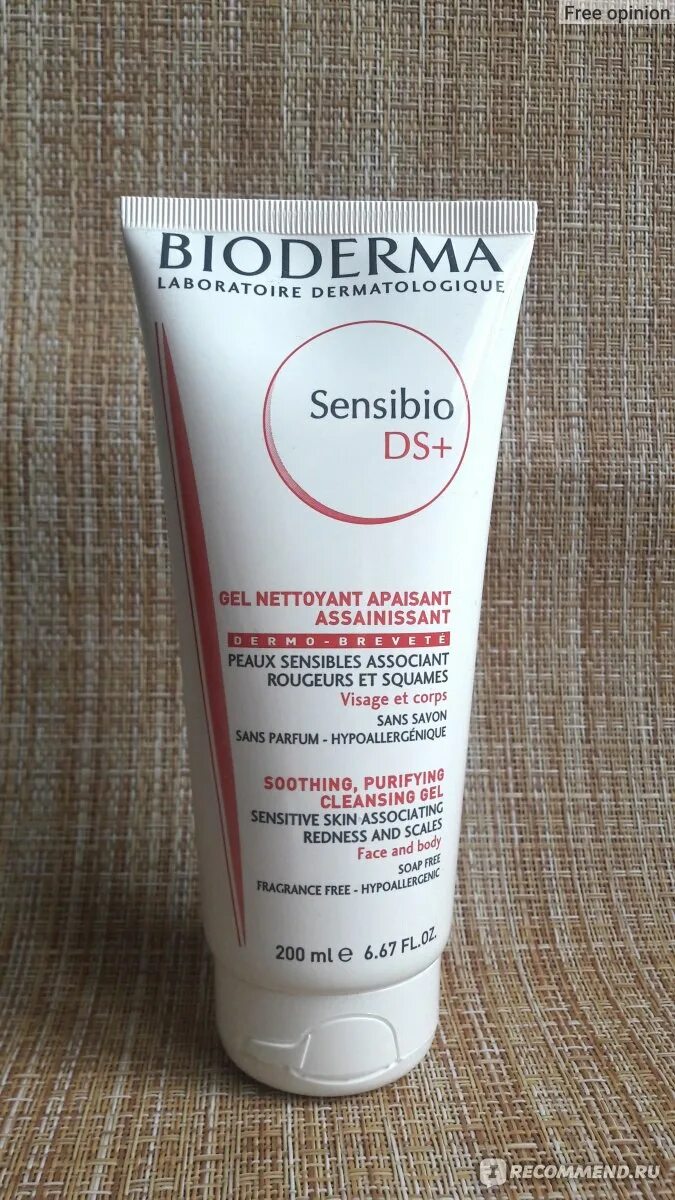 Free opinion
BIODERMA
LABORATOIRE DERMATOLOGIQUE
Sensibio
DS+
GEL NETTOYANT APAISANT
ASSAINISSANT
DERMO-BREVETÉ
PEAUX SENSIBLES ASSOCIANT
ROUGEURS ET SQUAMES
Visage et corps
SANS SAVON
SANS PARFUM - HYPOALLERGÉNIQUE
SOOTHING, PURIFYING
CLEANSING GEL
SENSITIVE SKIN ASSOCIATING
REDNESS AND SCALES
Face and body
SOAP FREE
FRAGRANCE FREE - HYPOALLERGENIC
200 ml e 6.67 FL.OZ.
RECOMMEND.RU